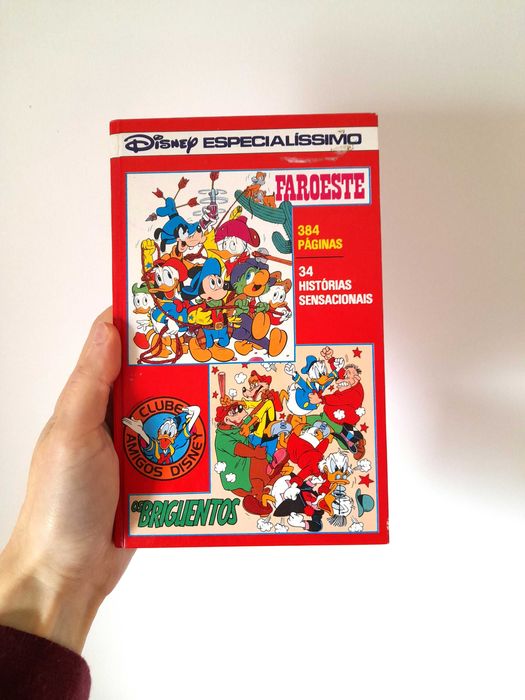 Disney ESPECIALÍSSIMO
FAROESTE
384
PÁGINAS
34
HISTÓRIAS
SENSACIONAIS
CLUBE
AMIGOS DISNEY
OS BRIGUENTOS